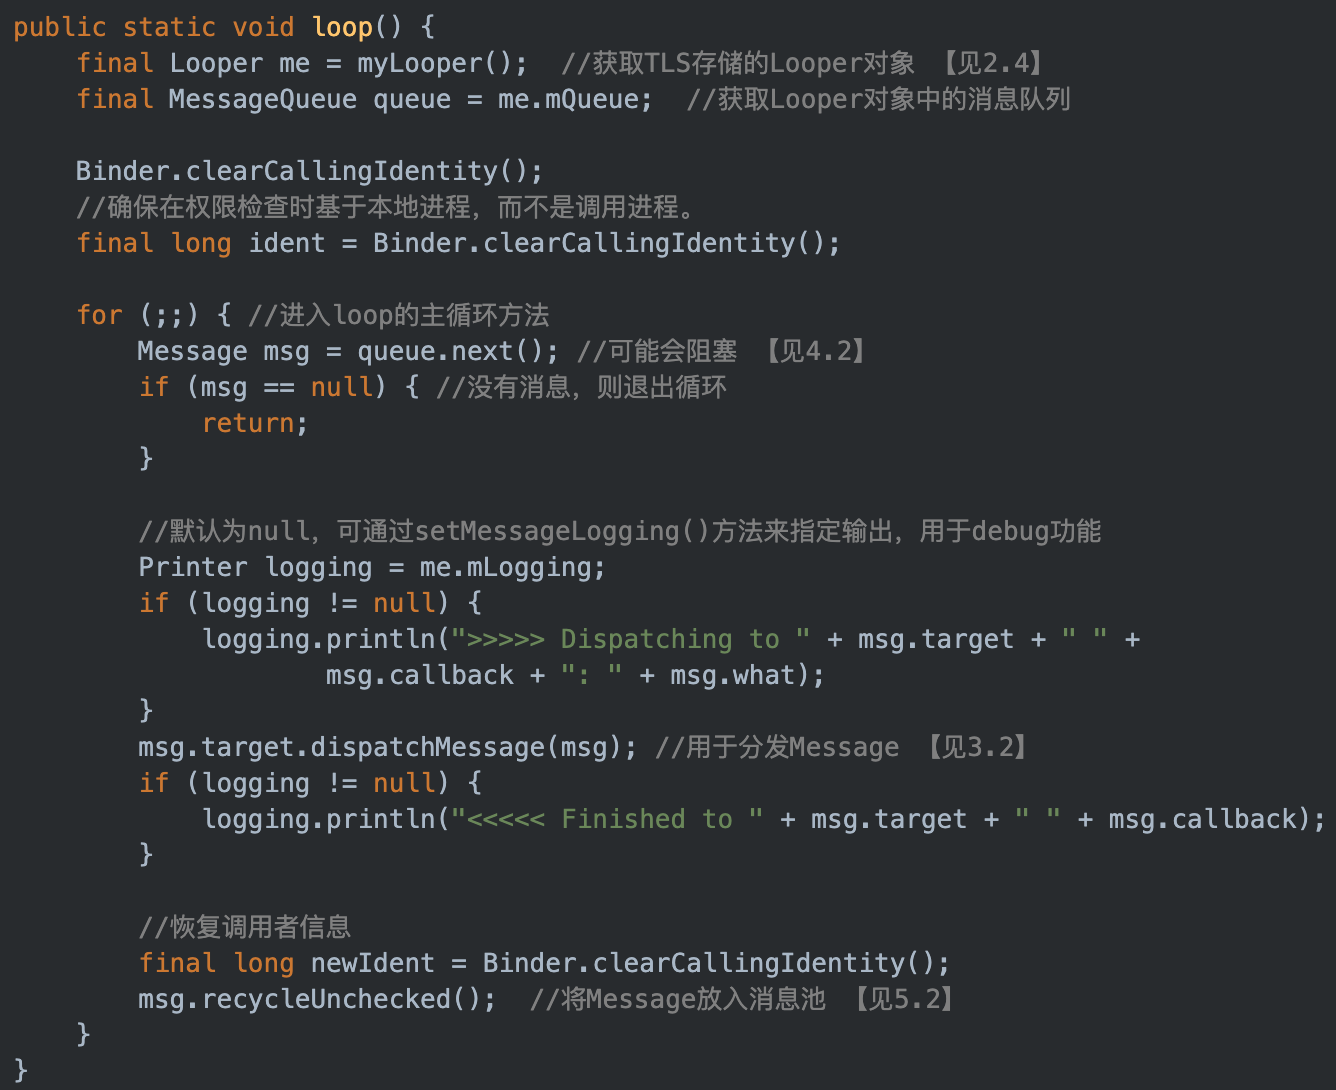 public static void loop() {
    final Looper me = myLooper();  //获取TLS存储的Looper对象 【见2.4】
    final MessageQueue queue = me.mQueue;  //获取Looper对象中的消息队列

    Binder.clearCallingIdentity();
    //确保在权限检查时基于本地进程，而不是调用进程。
    final long ident = Binder.clearCallingIdentity();

    for (;;) { //进入loop的主循环方法
        Message msg = queue.next(); //可能会阻塞 【见4.2】
        if (msg == null) { //没有消息，则退出循环
            return;
        }

        //默认为null，可通过setMessageLogging()方法来指定输出，用于debug功能
        Printer logging = me.mLogging;
        if (logging != null) {
            logging.println(">>>>> Dispatching to " + msg.target + " " +
                    msg.callback + ": " + msg.what);
        }
        msg.target.dispatchMessage(msg); //用于分发Message 【见3.2】
        if (logging != null) {
            logging.println("<<<<< Finished to " + msg.target + " " + msg.callback);
        }

        //恢复调用者信息
        final long newIdent = Binder.clearCallingIdentity();
        msg.recycleUnchecked();  //将Message放入消息池 【见5.2】
    }
}